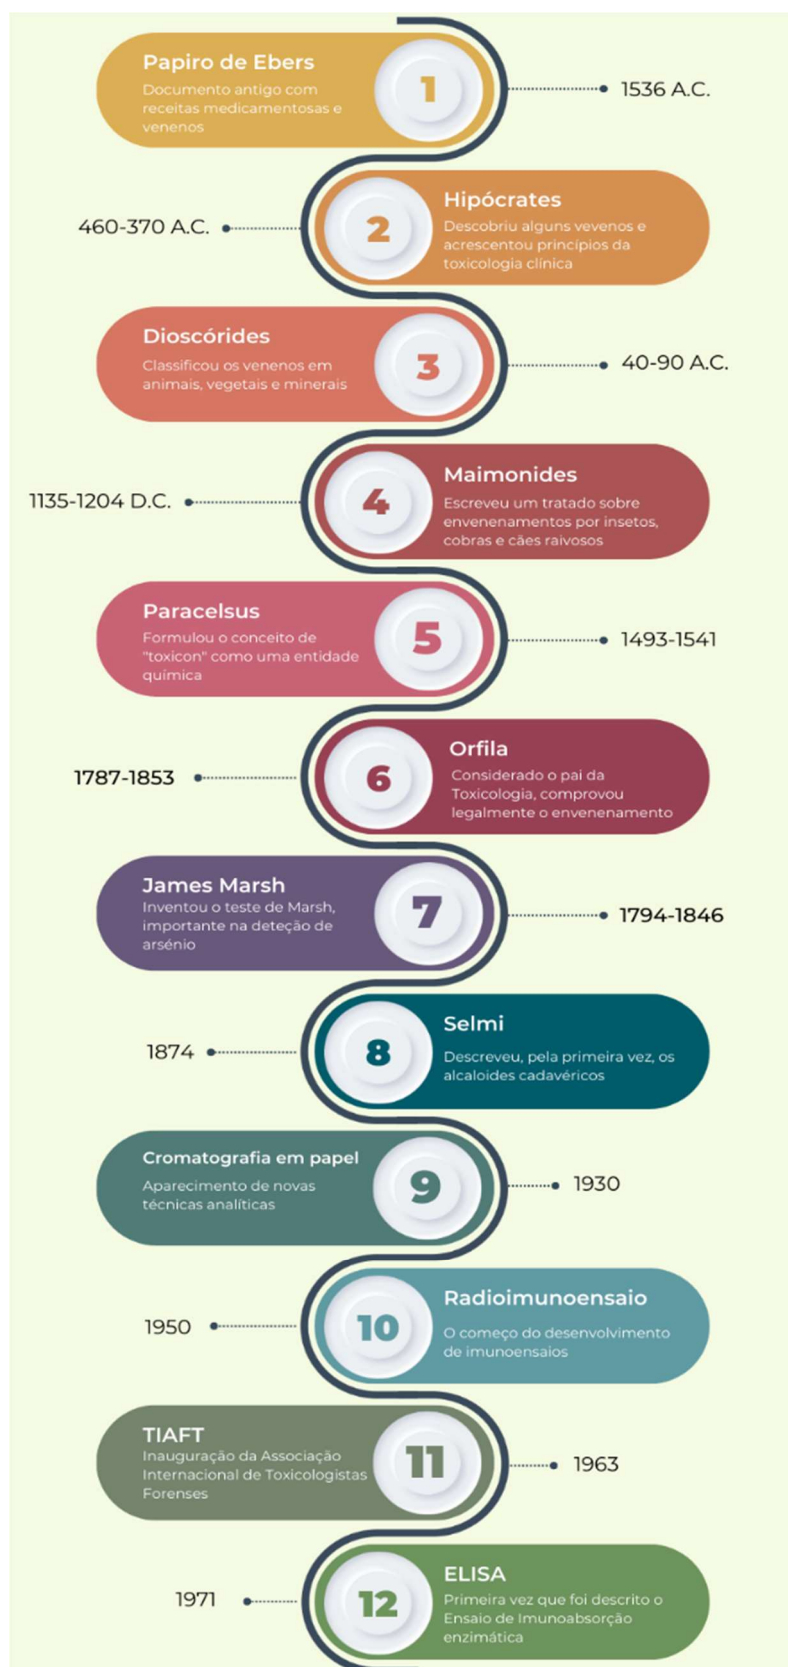 Papiro de Ebers
Documento antigo com
receitas medicamentosas e
venenos
1
1536 A.C.
460-370 A.C.
2
Hipócrates
Descobriu alguns vevenos e
acrescentou princípios da
toxicologia clínica
Dioscórides
Classificou os venenos em
animais, vegetais e minerais
3
40-90 A.C.
1135-1204 D.C.
4
Maimonides
Escreveu um tratado sobre
envenenamentos por insetos,
cobras e cães raivosos
Paracelsus
Formulou o conceito de
"toxicon" como uma entidade
química
5
1493-1541
1787-1853
6
Orfila
Considerado o pai da
Toxicologia, comprovou
legalmente o envenenamento
James Marsh
Inventou o teste de Marsh,
importante na deteção de
arsénio
7
1794-1846
1874
8
Selmi
Descreveu, pela primeira vez, os
alcaloides cadavéricos
Cromatografia em papel
Aparecimento de novas
técnicas analíticas
9
1930
1950
10
Radioimunoensaio
O começo do desenvolvimento
de imunoensaios
TIAFT
Inauguração da Associação
Internacional de Toxicologistas
Forenses
11
1963
1971
12
ELISA
Primeira vez que foi descrito o
Ensaio de Imunoabsorção
enzimática